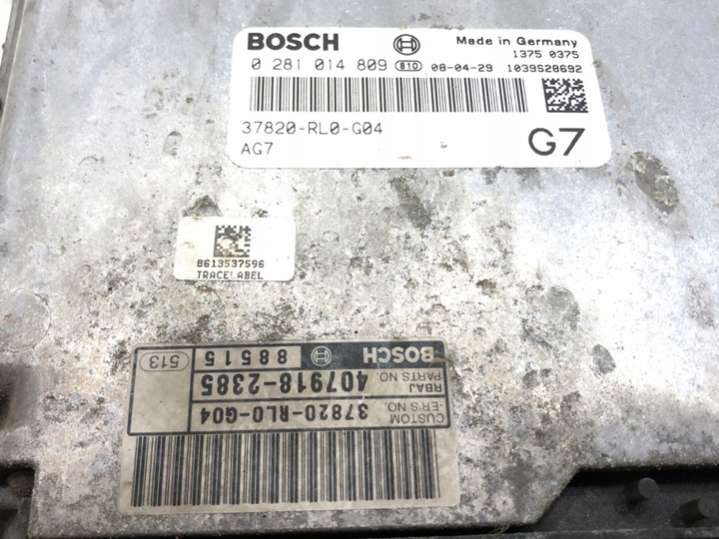 BOSCH Made in Germany
1375 0375
0 281 014 809 810 08-04-29 1039S28692
37820-RL0-G04
AG7 G7
8613537596
TRACELABEL
CUSTOM
-ER'S NO. 37820-RL0-G04
RBAJ
PARTS NO. 407918-2385
BOSCH 88515 513